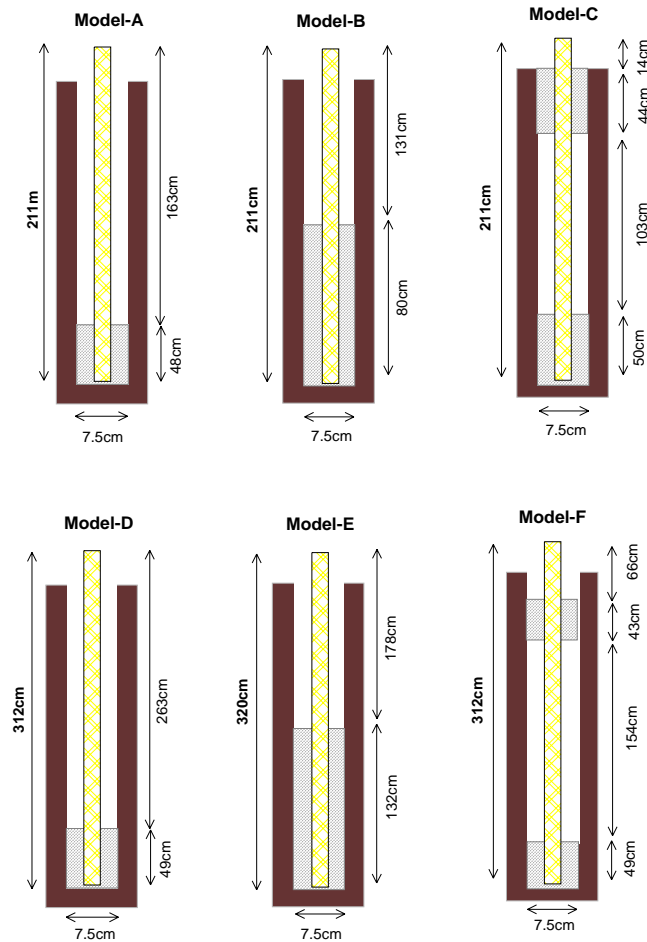 Model-A
211m
163cm
48cm
7.5cm
Model-B
211cm
131cm
80cm
7.5cm
Model-C
211cm
14cm
44cm
103cm
50cm
7.5cm
Model-D
312cm
263cm
49cm
7.5cm
Model-E
320cm
178cm
132cm
7.5cm
Model-F
312cm
66cm
43cm
154cm
49cm
7.5cm